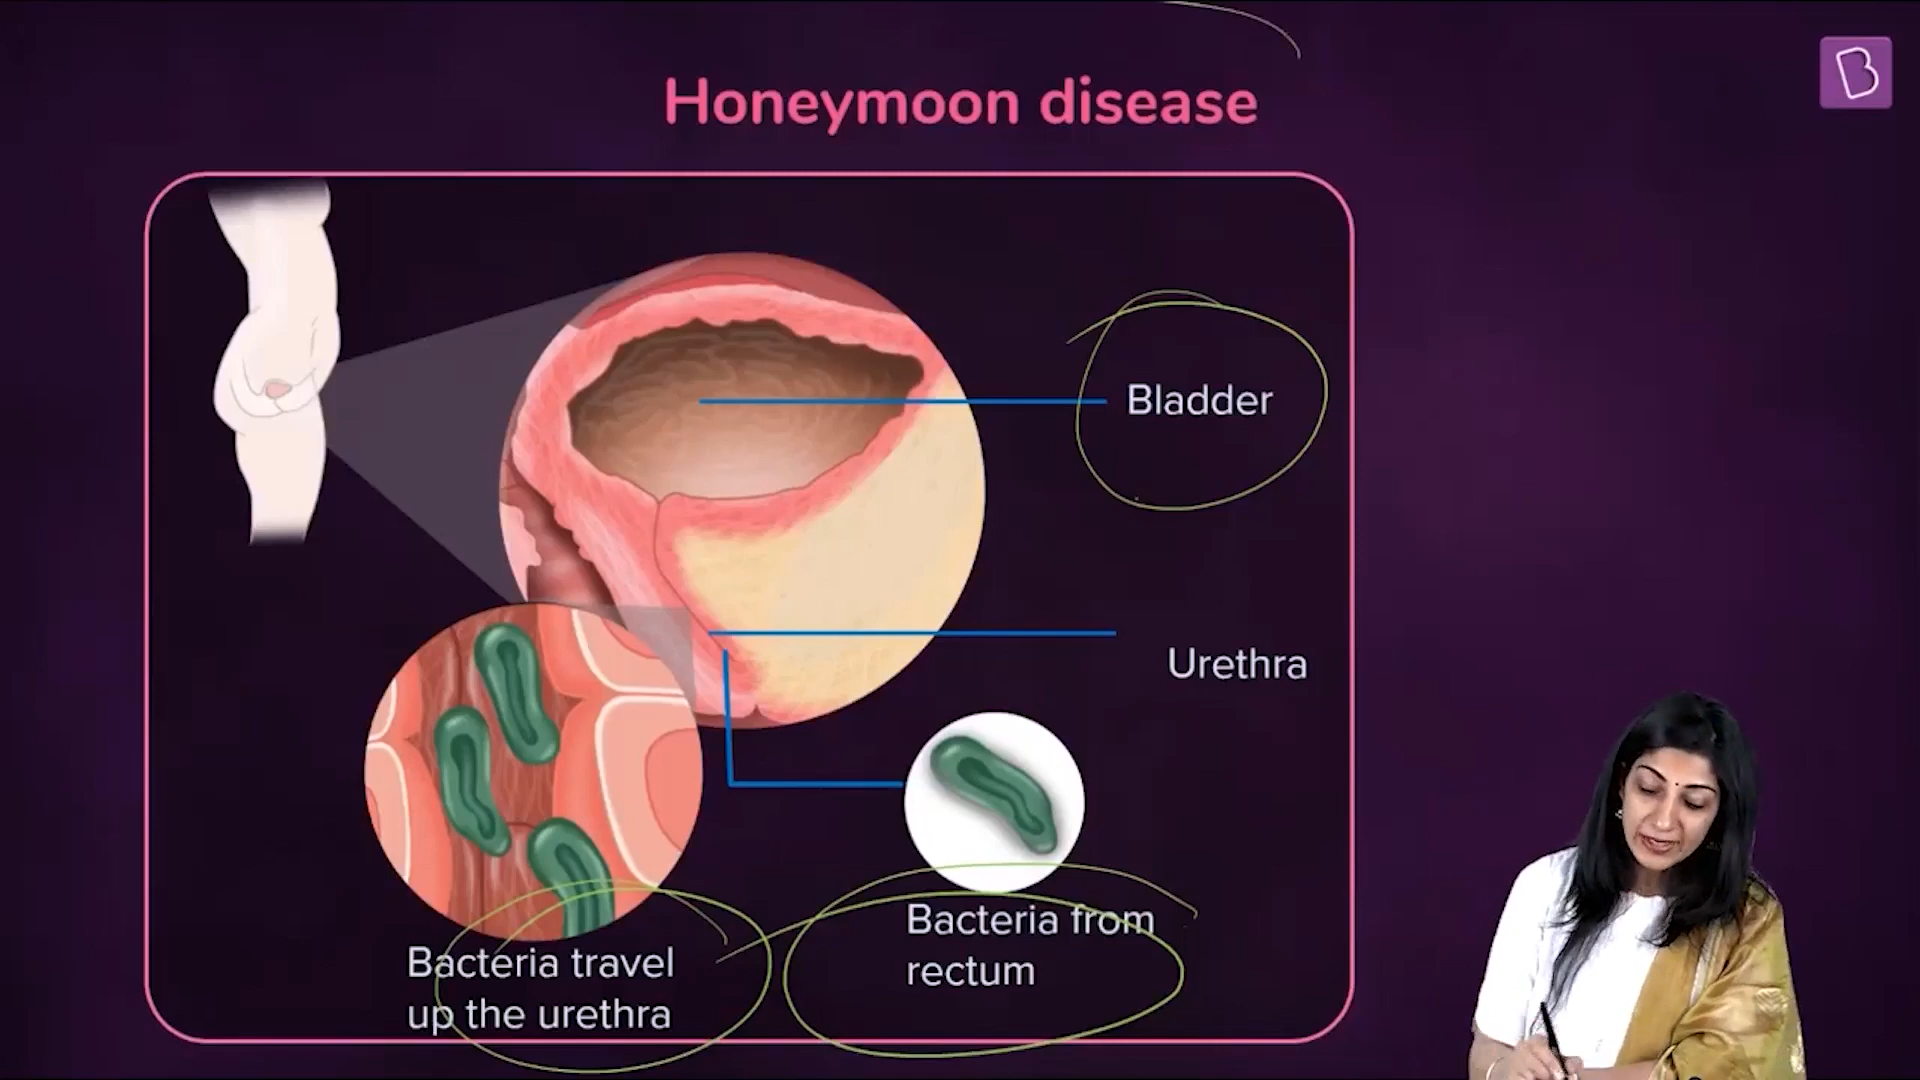 Honeymoon disease
Bladder
Urethra
Bacteria from
rectum
Bacteria travel
up the urethra